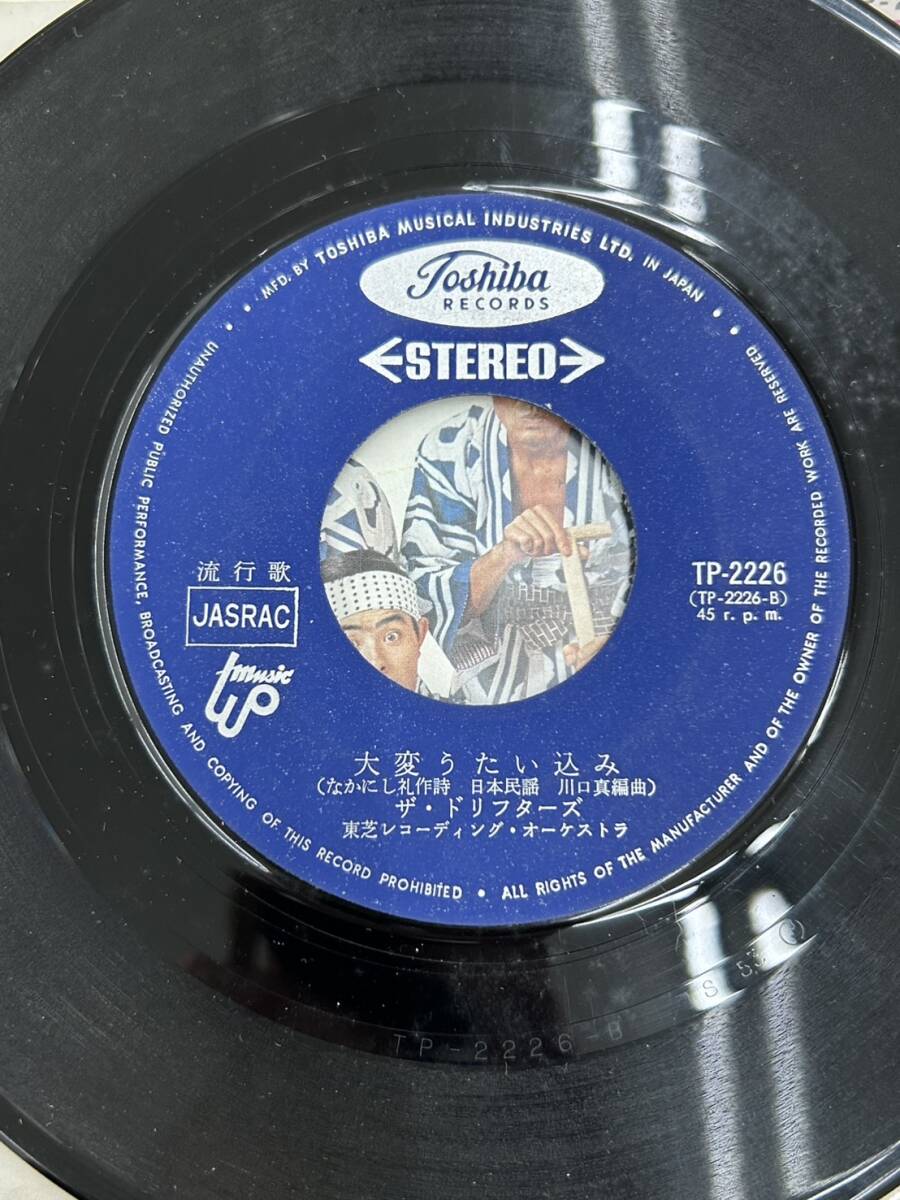 MFD. BY TOSHIBA MUSICAL INDUSTRIES LTD. IN JAPAN
Toshiba
RECORDS
STEREO
流行歌
JASRAC
music
up
TP-2226
(TP-2226-B)
45 r. p. m.
大変うたい込み
(なかにし礼作詩 日本民謡 川口真編曲)
ザ・ドリフターズ
東芝レコーディング・オーケストラ
UNAUTHORIZED PUBLIC PERFORMANCE, BROADCASTING AND COPYING OF THIS RECORD PROHIBITED • ALL RIGHTS OF THE MANUFACTURER AND OF THE OWNER OF THE RECORDED WORK ARE RESERVED
TP-2226-B
S 53